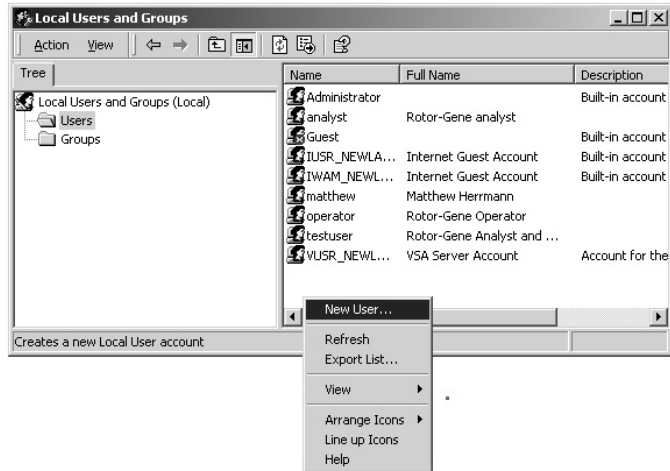 Local Users and Groups
Action View
Tree
Name Full Name Description
Local Users and Groups (Local)
Users
Groups
Administrator Built-in account
analyst Rotor-Gene analyst
Guest Built-in account
IUSR_NEWLA... Internet Guest Account Built-in account
IWAM_NEWL... Internet Guest Account Built-in account
matthew Matthew Herrmann
operator Rotor-Gene Operator
testuser Rotor-Gene Analyst and ...
VUSR_NEWL... VSA Server Account Account for the
New User...
Refresh
Export List...
View
Arrange Icons
Line up Icons
Help
Creates a new Local User account